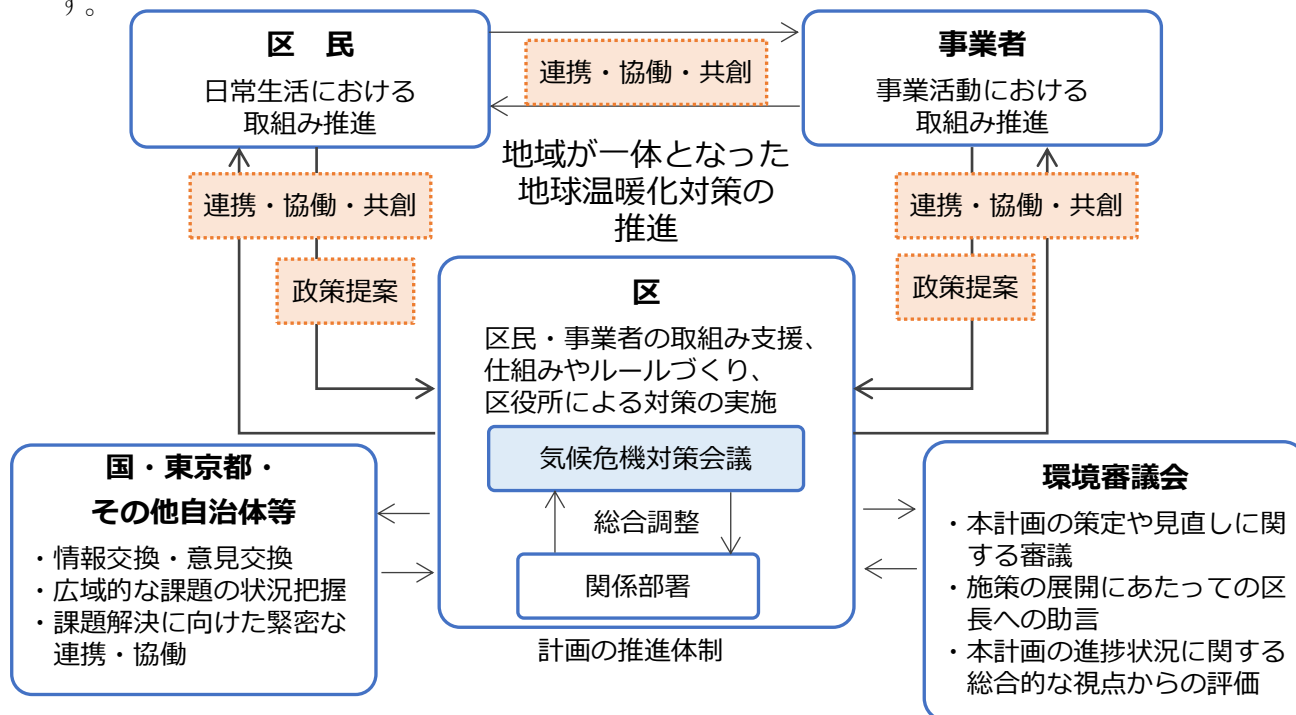 す。
区　民
日常生活における
取組み推進
連携・協働・共創
事業者
事業活動における
取組み推進
地域が一体となった
地球温暖化対策の
推進
連携・協働・共創
政策提案
連携・協働・共創
政策提案
区
区民・事業者の取組み支援、
仕組みやルールづくり、
区役所による対策の実施
気候危機対策会議
総合調整
関係部署
計画の推進体制
国・東京都・
その他自治体等
・情報交換・意見交換
・広域的な課題の状況把握
・課題解決に向けた緊密な
連携・協働
環境審議会
・本計画の策定や見直しに関
する審議
・施策の展開にあたっての区
長への助言
・本計画の進捗状況に関する
総合的な視点からの評価